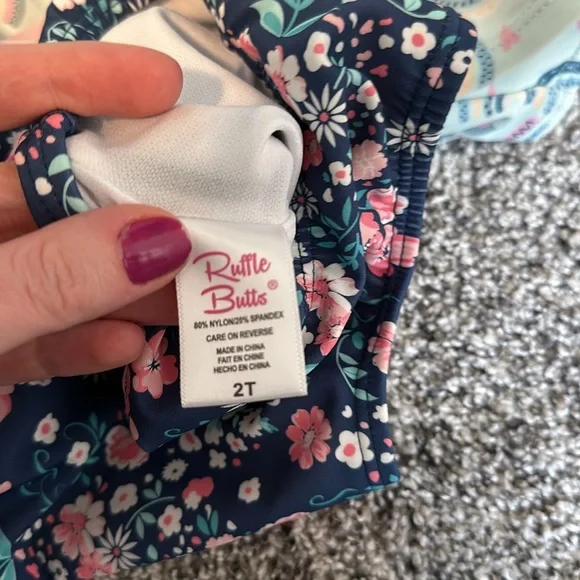 Ruffle
Butts®
80% NYLON/20% SPANDEX
CARE ON REVERSE
MADE IN CHINA
FAIT EN CHINE
HECHO EN CHINA
2T